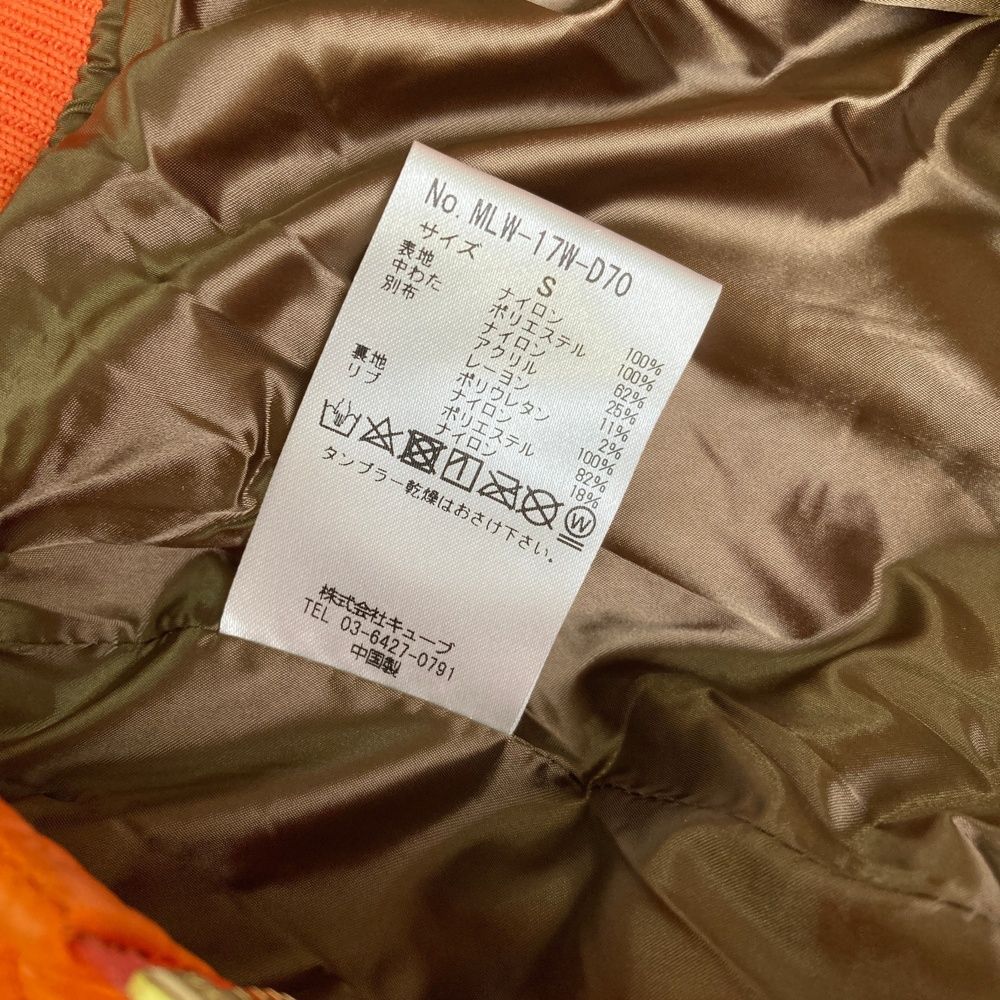 No. MLW-17W-D70
サイズ S
表地 ナイロン 100%
中わた ポリエステル 100%
別布 ナイロン 62%
アクリル 25%
レーヨン 11%
ポリウレタン 2%
裏地 ナイロン 100%
リブ ポリエステル 82%
ナイロン 18%
W
タンブラー乾燥はおさけ下さい。
株式会社キューブ
TEL 03-6427-0791
中国製